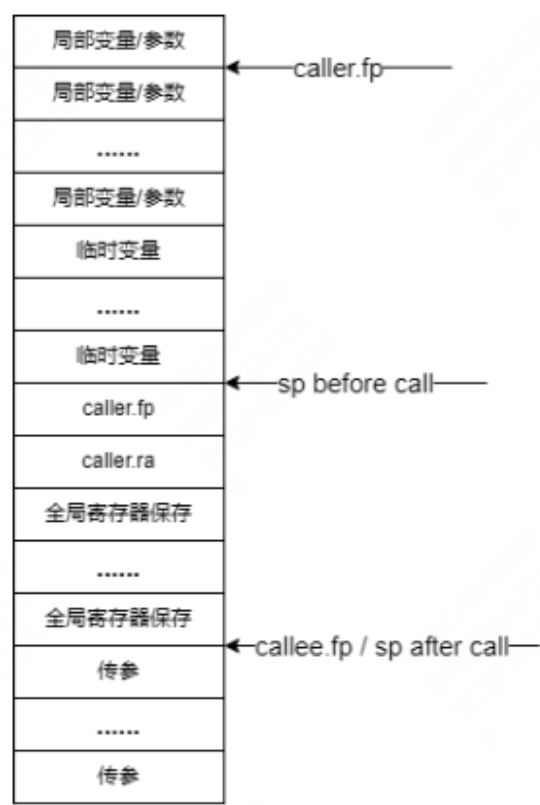 局部变量/参数
caller.fp
局部变量/参数
......
局部变量/参数
临时变量
......
临时变量
sp before call
caller.fp
caller.ra
全局寄存器保存
......
全局寄存器保存
callee.fp / sp after call
传参
......
传参